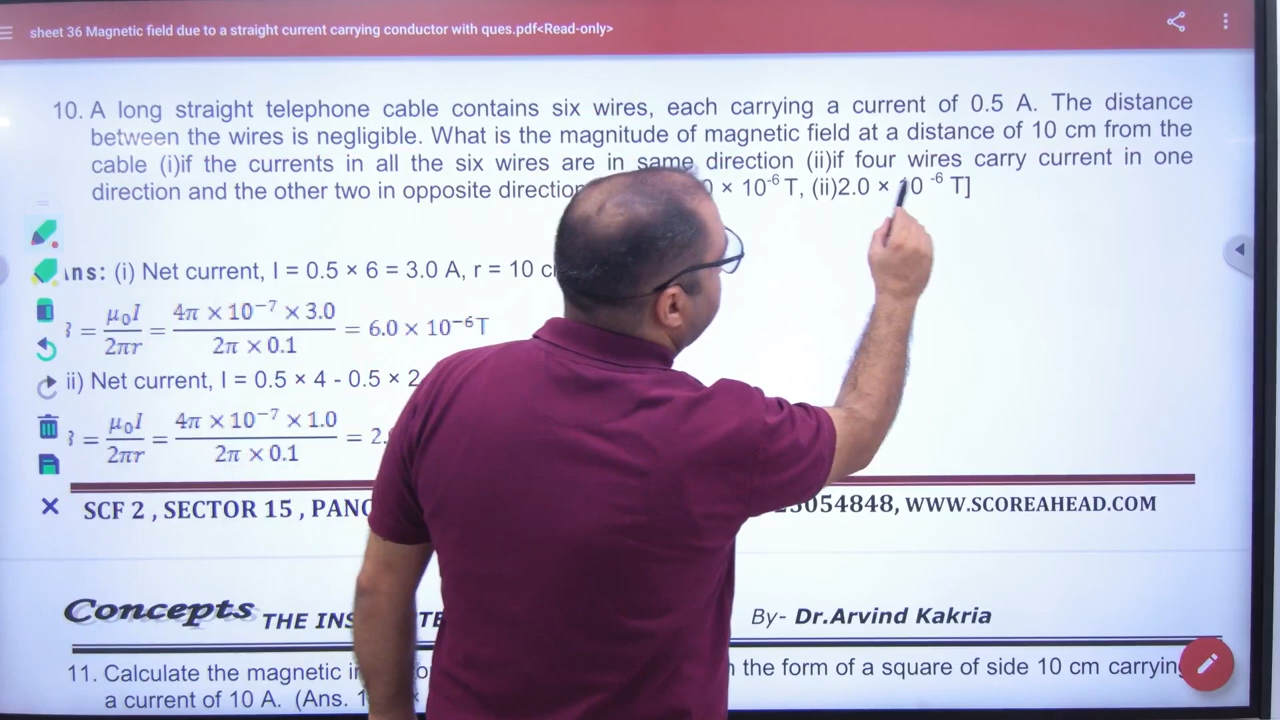 sheet 36 Magnetic field due to a straight current carrying conductor with ques.pdf<Read-only>
10. A long straight telephone cable contains six wires, each carrying a current of 0.5 A. The distance
between the wires is negligible. What is the magnitude of magnetic field at a distance of 10 cm from the
cable (i)if the currents in all the six wires are in same direction (ii)if four wires carry current in one
direction and the other two in opposite × 10⁻⁶ T, (ii)2.0 × 10 ⁻⁶ T]
(i) Net current, I = 0.5 × 6 = 3.0 A, r = 10
= μ₀I / 2πr = 4π × 10⁻⁷ × 3.0 / 2π × 0.1 = 6.0 × 10⁻⁶T
ii) Net current, I = 0.5 × 4 - 0.5 × 2
= μ₀I / 2πr = 4π × 10⁻⁷ × 1.0 / 2π × 0.1 = 2.
SCF 2 , SECTOR 15 , 054848, WWW.SCOREAHEAD.COM
Concepts THE By- Dr.Arvind Kakria
11. Calculate the magnetic the form of a square of side 10 cm
a current of 10 A. (Ans.